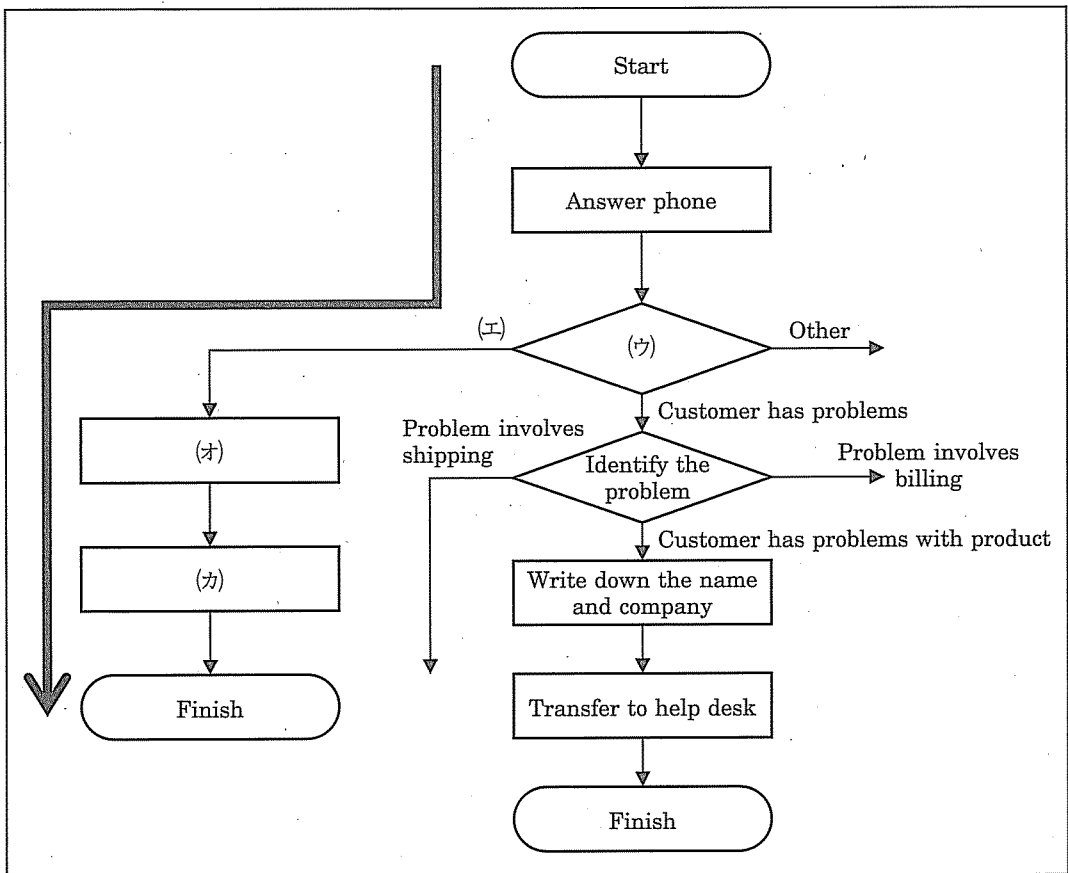 Start
Answer phone
(エ)
(ウ)
Other
Customer has problems
(オ)
Problem involves
shipping
Identify the
problem
Problem involves
billing
Customer has problems with product
(カ)
Write down the name
and company
Finish
Transfer to help desk
Finish